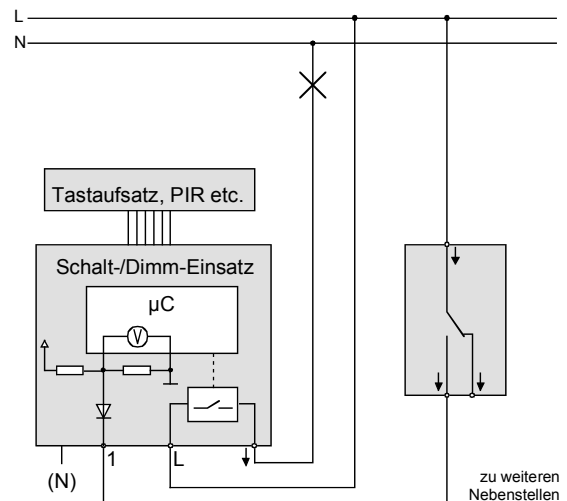 L
N
Tastaufsatz, PIR etc.
Schalt-/Dimm-Einsatz
µC
V
(N)
1
L
zu weiteren
Nebenstellen